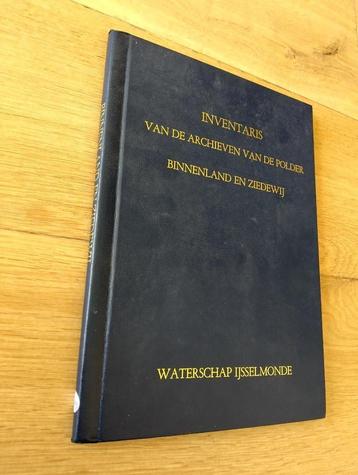 INVENTARIS
VAN DE ARCHIEVEN VAN DE POLDER
BINNENLAND EN ZIEDEWIJ
WATERSCHAP IJSSELMONDE